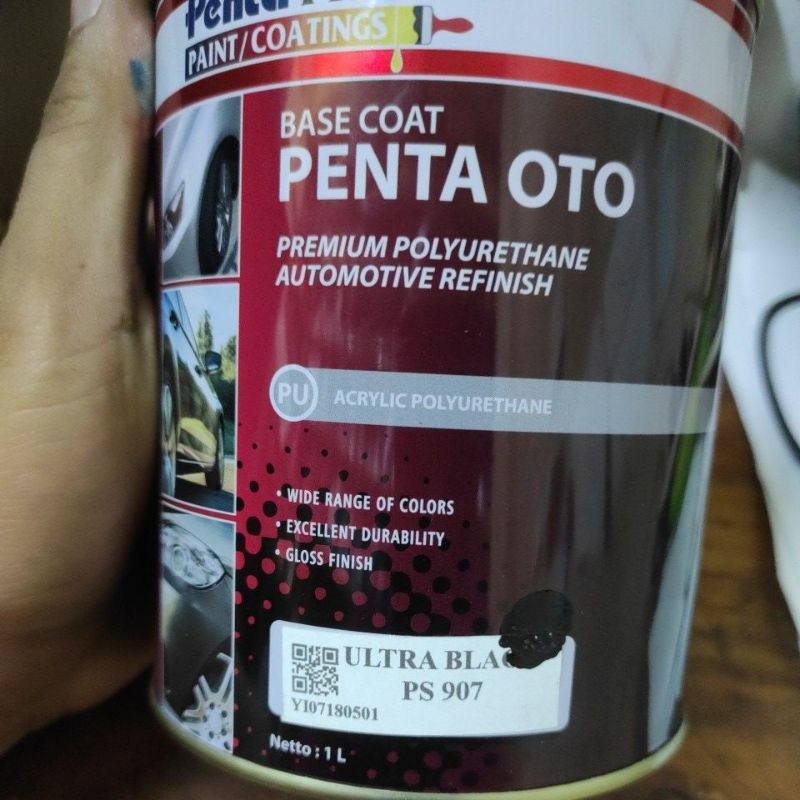 PAINT/COATINGS
BASE COAT
PENTA OTO
PREMIUM POLYURETHANE
AUTOMOTIVE REFINISH
PU ACRYLIC POLYURETHANE
• WIDE RANGE OF COLORS
• EXCELLENT DURABILITY
• GLOSS FINISH
ULTRA
PS 907
YI07180501
Netto : 1 L